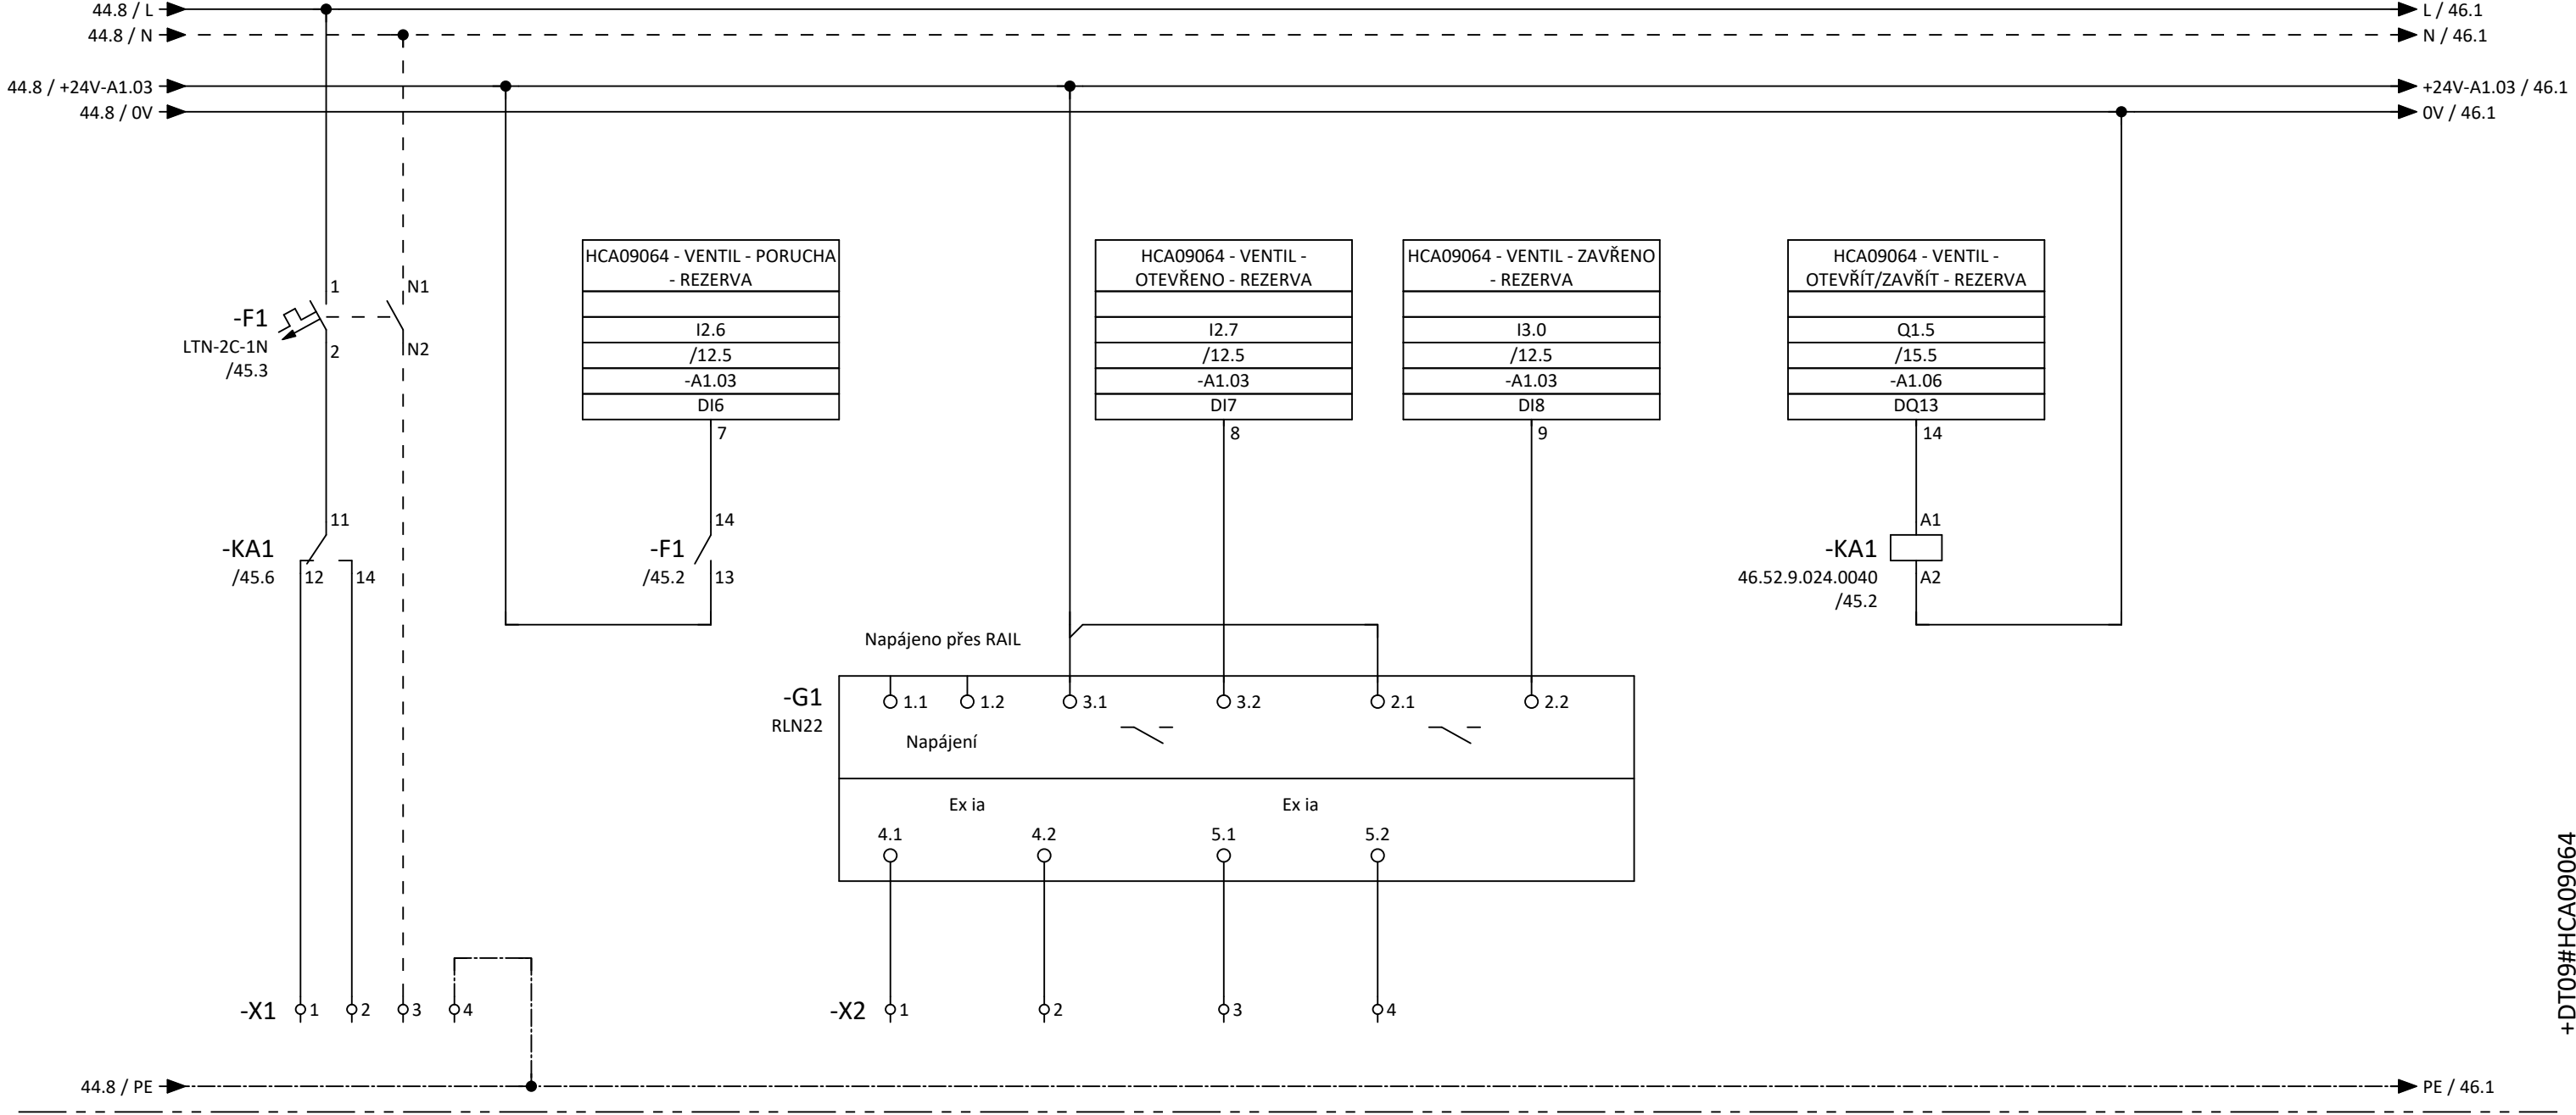 44.8 / L
L / 46.1
44.8 / N
N / 46.1
44.8 / +24V-A1.03
+24V-A1.03 / 46.1
44.8 / 0V
0V / 46.1
HCA09064 - VENTIL - PORUCHA
- REZERVA
I2.6
/12.5
-A1.03
DI6
7
HCA09064 - VENTIL -
OTEVŘENO - REZERVA
I2.7
/12.5
-A1.03
DI7
8
HCA09064 - VENTIL - ZAVŘENO
- REZERVA
I3.0
/12.5
-A1.03
DI8
9
HCA09064 - VENTIL -
OTEVŘÍT/ZAVŘÍT - REZERVA
Q1.5
/15.5
-A1.06
DQ13
14
1
N1
-F1
LTN-2C-1N
/45.3
2
N2
11
-KA1
/45.6
12
14
14
-F1
/45.2
13
A1
-KA1
46.52.9.024.0040
/45.2
A2
Napájeno přes RAIL
-G1
RLN22
1.1
1.2
3.1
3.2
2.1
2.2
Napájení
Ex ia
Ex ia
4.1
4.2
5.1
5.2
-X1
1
2
3
4
-X2
1
2
3
4
+DT09#HCA09064
44.8 / PE
PE / 46.1